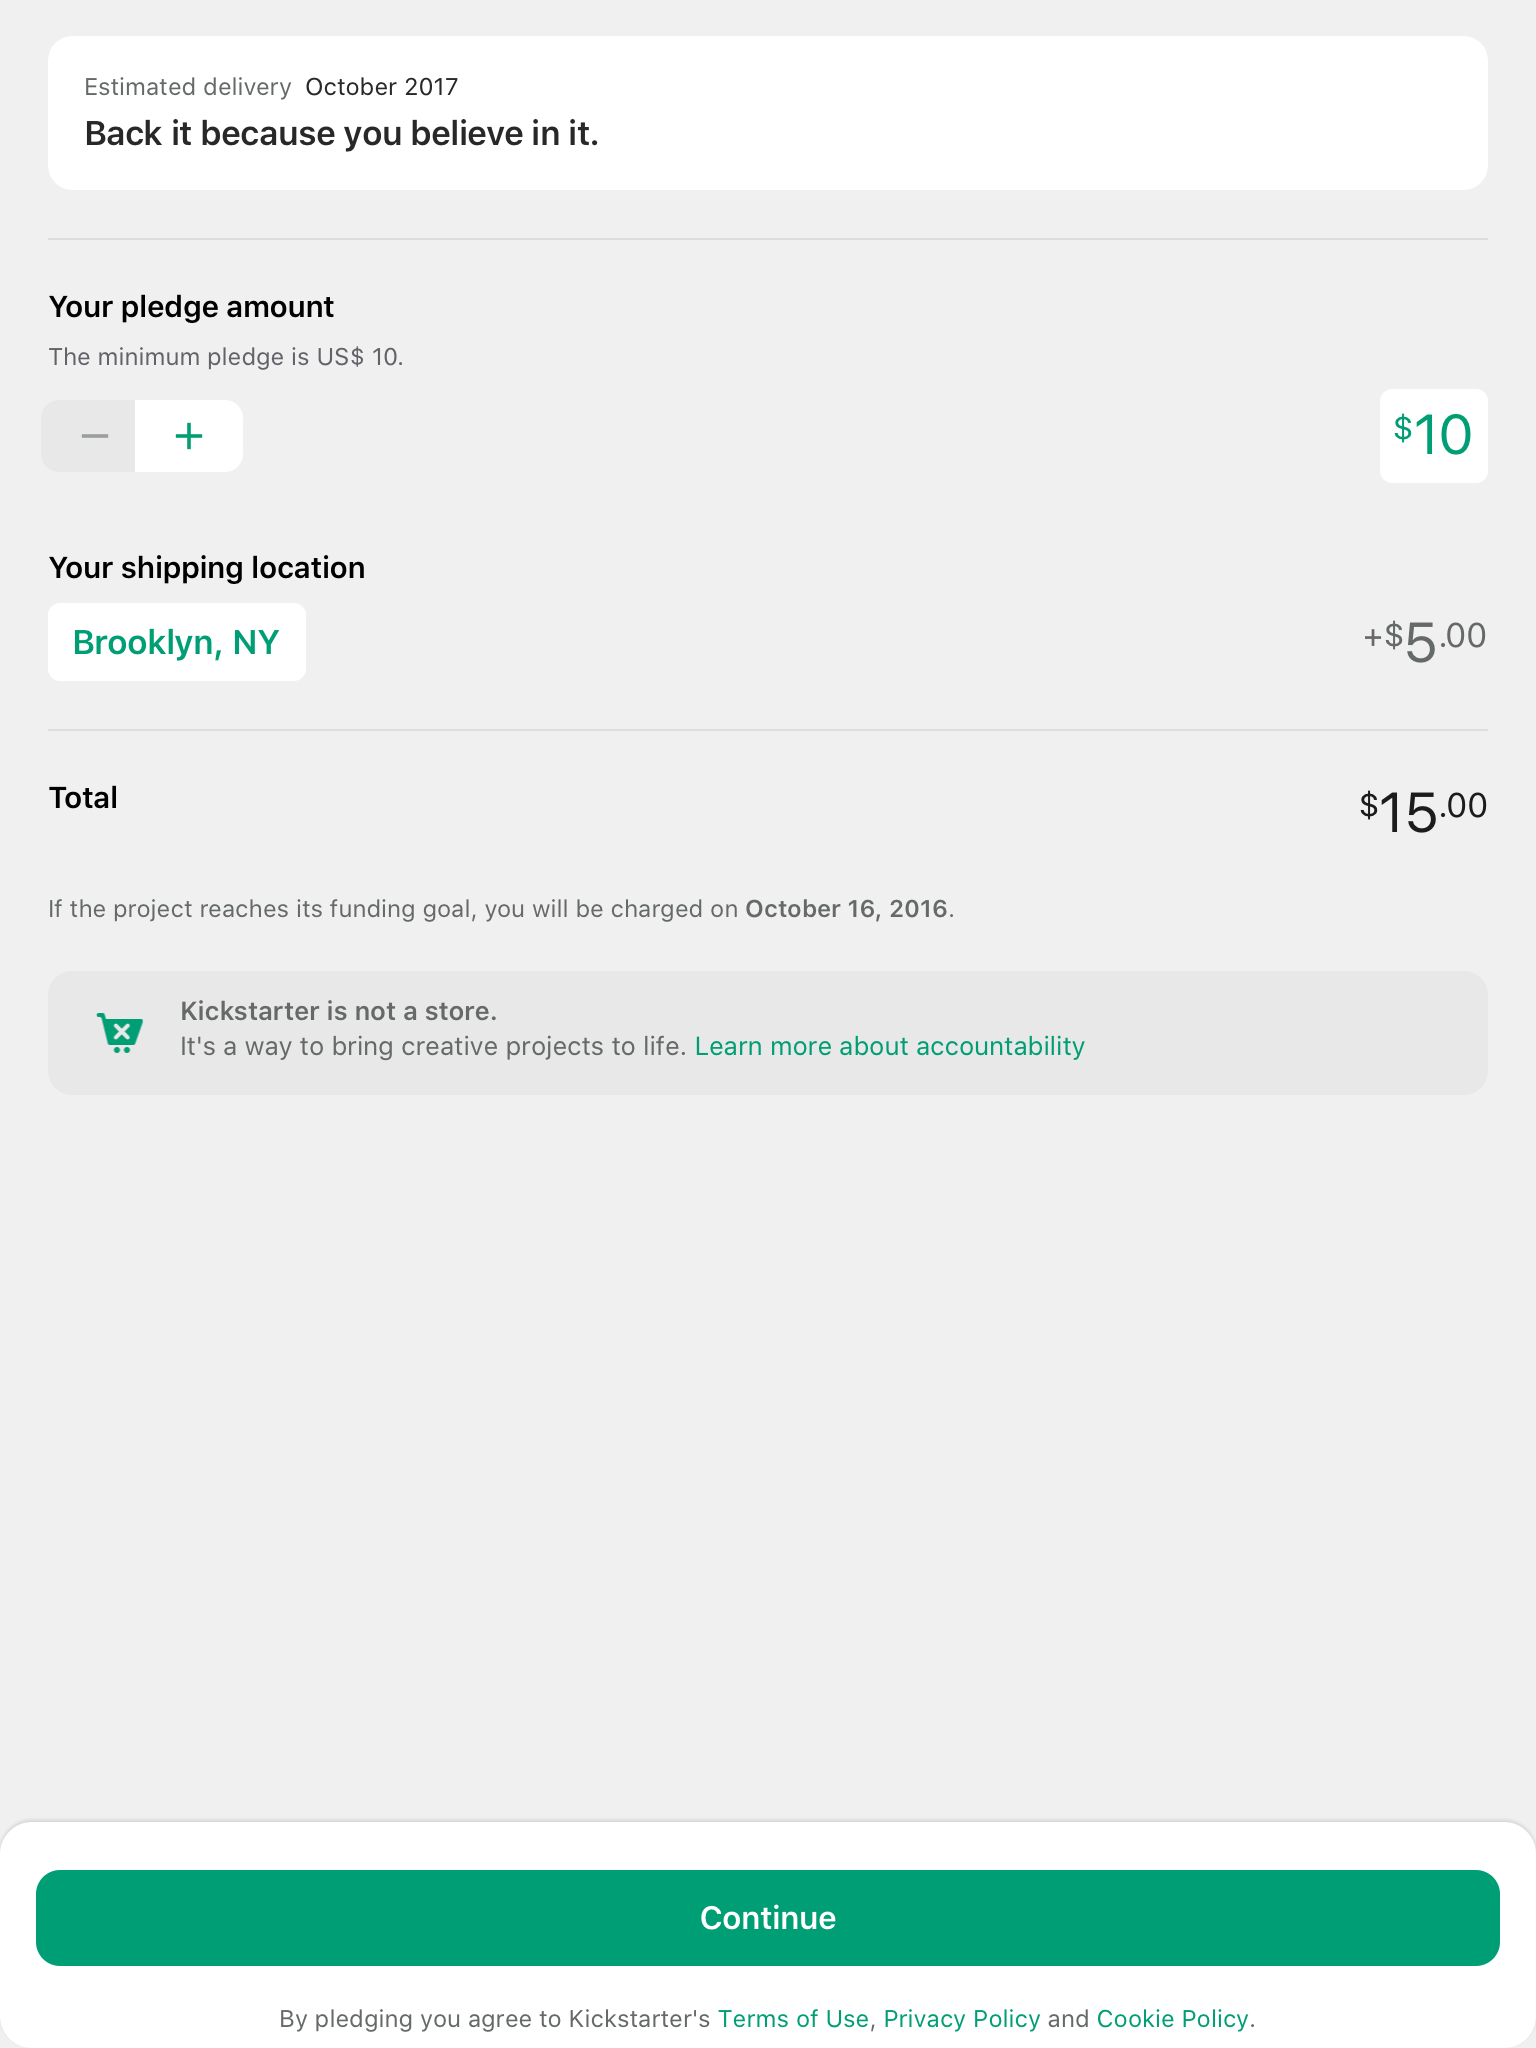 Estimated delivery October 2017
Back it because you believe in it.
Your pledge amount
The minimum pledge is US$ 10.
$10
Your shipping location
Brooklyn, NY
+$5.00
Total
$15.00
If the project reaches its funding goal, you will be charged on October 16, 2016.
Kickstarter is not a store.
It's a way to bring creative projects to life. Learn more about accountability
Continue
By pledging you agree to Kickstarter's Terms of Use, Privacy Policy and Cookie Policy.